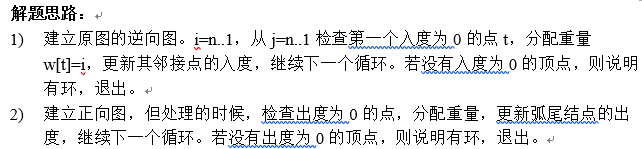 解题思路：
1) 建立原图的逆向图。i=n..1，从 j=n..1 检查第一个入度为 0 的点 t，分配重量
w[t]=i，更新其邻接点的入度，继续下一个循环。若没有入度为 0 的顶点，则说明
有环，退出。
2) 建立正向图，但处理的时候，检查出度为 0 的点，分配重量，更新弧尾结点的出
度，继续下一个循环。若没有出度为 0 的顶点，则说明有环，退出。